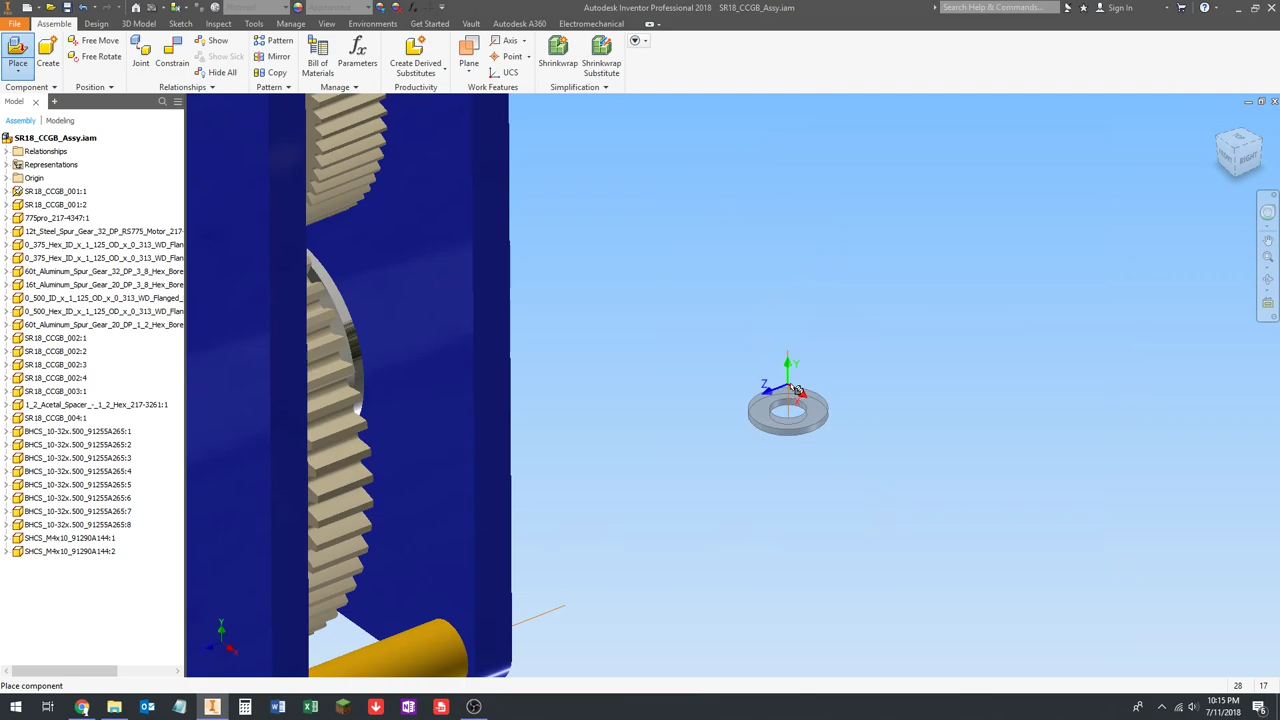 Autodesk Inventor Professional 2018   SR18_CCGB_Assy.iam
Search Help & Commands...
Sign In
File Assemble Design 3D Model Sketch Inspect Tools Manage View Environments Get Started Vault Autodesk A360 Electromechanical
Place
Create
Free Move
Free Rotate
Joint
Constrain
Show
Show Sick
Hide All
Pattern
Mirror
Copy
Bill of Materials
Parameters
Create Derived Substitutes
Plane
Axis
Point
UCS
Shrinkwrap
Shrinkwrap Substitute
Component Position Relationships Pattern Manage Productivity Work Features Simplification
Model
Assembly Modeling
SR18_CCGB_Assy.iam
Relationships
Representations
Origin
SR18_CCGB_001:1
SR18_CCGB_001:2
775pro_217-4347:1
12t_Steel_Spur_Gear_32_DP_RS775_Motor_217-
0_375_Hex_ID_x_1_125_OD_x_0_313_WD_Flan
0_375_Hex_ID_x_1_125_OD_x_0_313_WD_Flan
60t_Aluminum_Spur_Gear_32_DP_3_8_Hex_Bore
16t_Aluminum_Spur_Gear_20_DP_3_8_Hex_Bore
0_500_ID_x_1_125_OD_x_0_313_WD_Flanged_
0_500_Hex_ID_x_1_125_OD_x_0_313_WD_Flan
60t_Aluminum_Spur_Gear_20_DP_1_2_Hex_Bore
SR18_CCGB_002:1
SR18_CCGB_002:2
SR18_CCGB_002:3
SR18_CCGB_002:4
SR18_CCGB_003:1
1_2_Acetal_Spacer_-_1_2_Hex_217-3261:1
SR18_CCGB_004:1
BHCS_10-32x.500_91255A265:1
BHCS_10-32x.500_91255A265:2
BHCS_10-32x.500_91255A265:3
BHCS_10-32x.500_91255A265:4
BHCS_10-32x.500_91255A265:5
BHCS_10-32x.500_91255A265:6
BHCS_10-32x.500_91255A265:7
BHCS_10-32x.500_91255A265:8
SHCS_M4x10_91290A144:1
SHCS_M4x10_91290A144:2
FRONT
RIGHT
Y
Z
Y
Place component
28 17
10:15 PM
7/11/2018